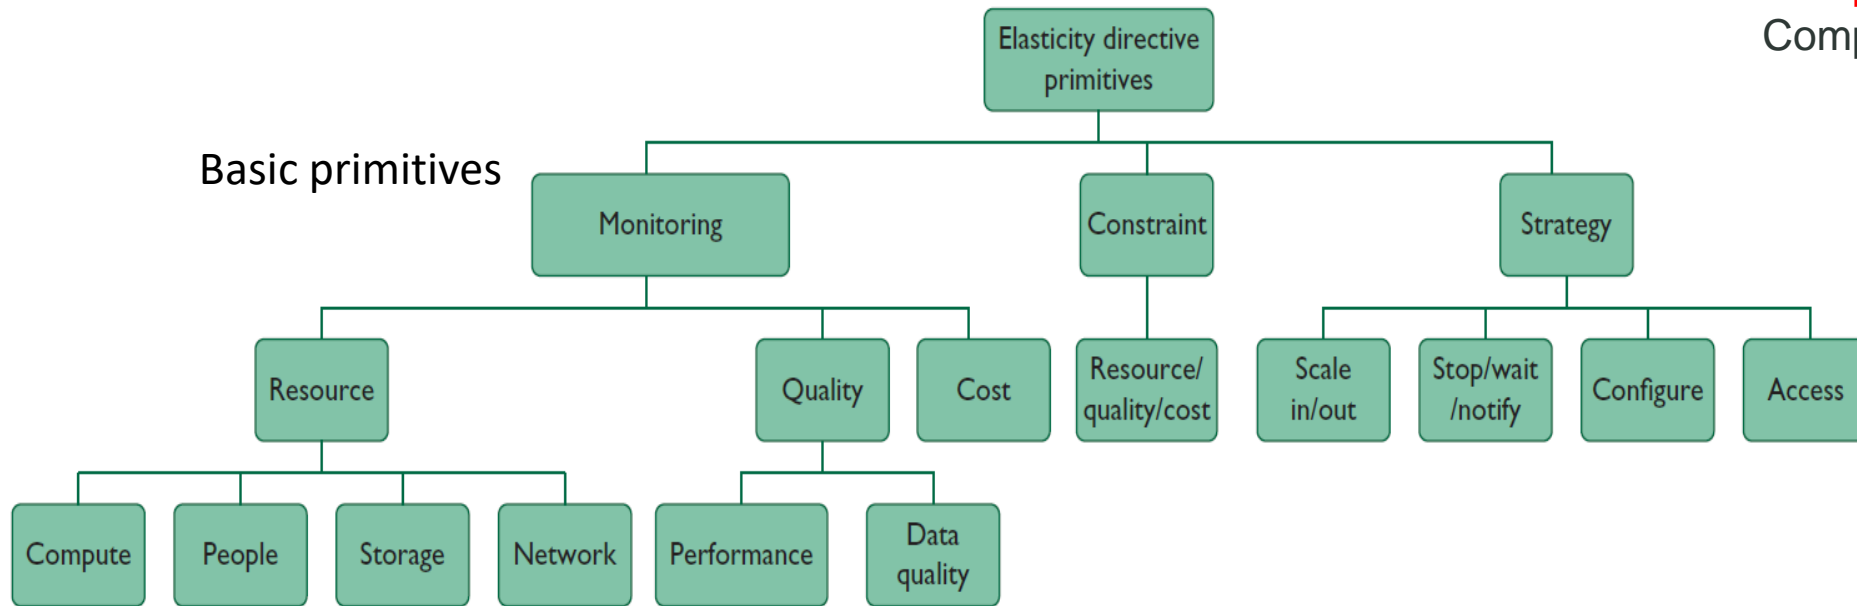 Comp
Elasticity directive
primitives
Basic primitives
Monitoring
Constraint
Strategy
Resource
Quality
Cost
Resource/
quality/cost
Scale
in/out
Stop/wait
/notify
Configure
Access
Compute
People
Storage
Network
Performance
Data
quality